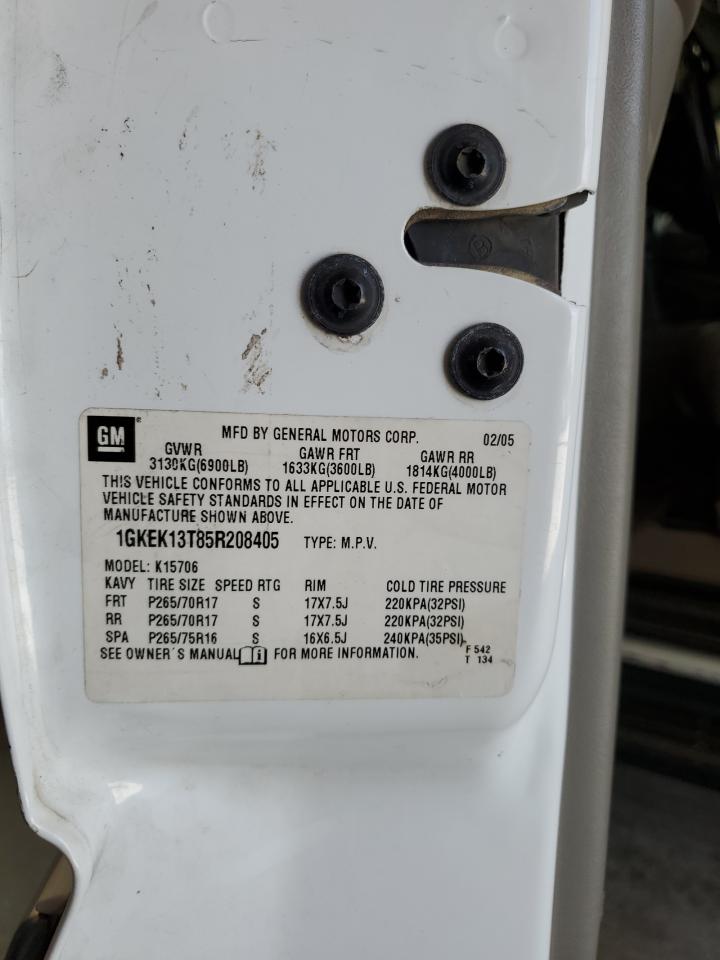 GM ®
MFD BY GENERAL MOTORS CORP. 02/05
GVWR GAWR FRT GAWR RR
3130KG(6900LB) 1633KG(3600LB) 1814KG(4000LB)
THIS VEHICLE CONFORMS TO ALL APPLICABLE U.S. FEDERAL MOTOR
VEHICLE SAFETY STANDARDS IN EFFECT ON THE DATE OF
MANUFACTURE SHOWN ABOVE.
1GKEK13T85R208405 TYPE: M.P.V.
MODEL: K15706
KAVY TIRE SIZE SPEED RTG RIM COLD TIRE PRESSURE
FRT P265/70R17 S 17X7.5J 220KPA(32PSI)
RR P265/70R17 S 17X7.5J 220KPA(32PSI)
SPA P265/75R16 S 16X6.5J 240KPA(35PSI)
SEE OWNER'S MANUAL i FOR MORE INFORMATION.
F 542
T 134